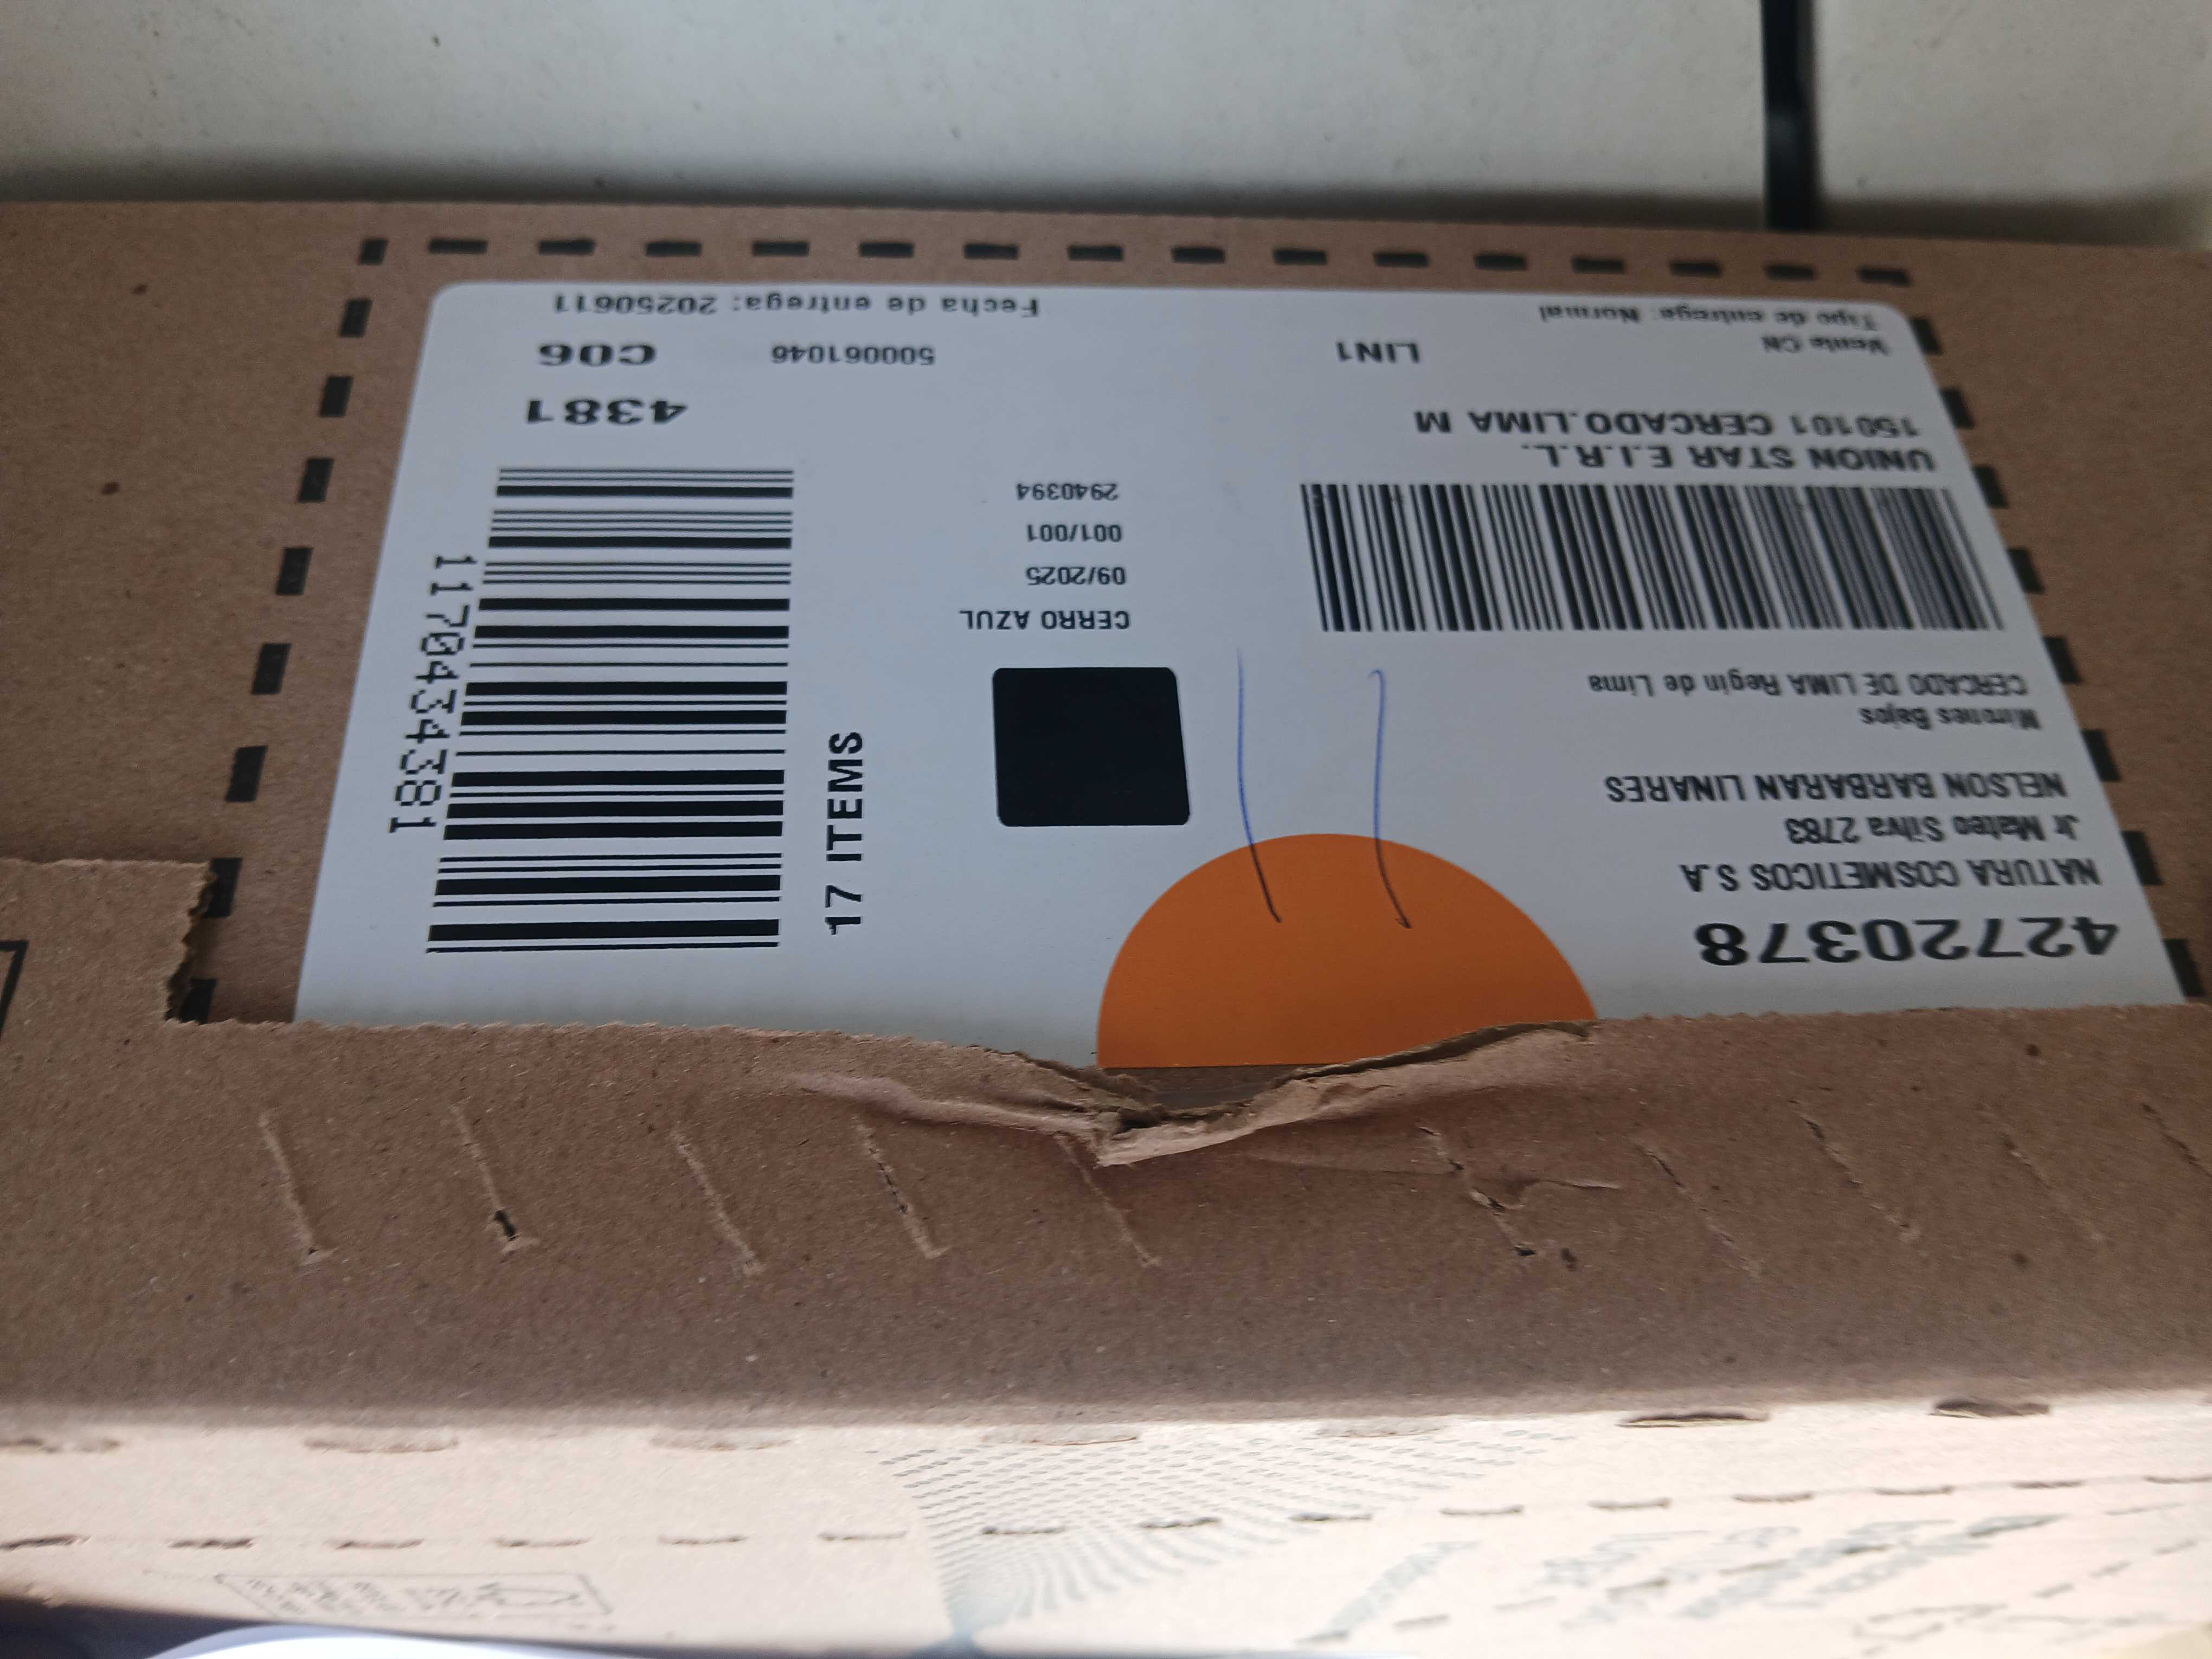 42720378
NATURA COSMETICOS S.A
Jr Mateo Silva 2783
NELSON BARBARAN LINARES
Mirones Bajos
CERCADO DE LIMA Regin de Lima
UNION STAR E.I.R.L.
150101 CERCADO.LIMA M
LIN1
Venta CN
Tipo de entrega: Normal
CERRO AZUL
09/2025
001/001
2940394
17 ITEMS
1170434381
4381
500061046
C06
Fecha de entrega: 20250611